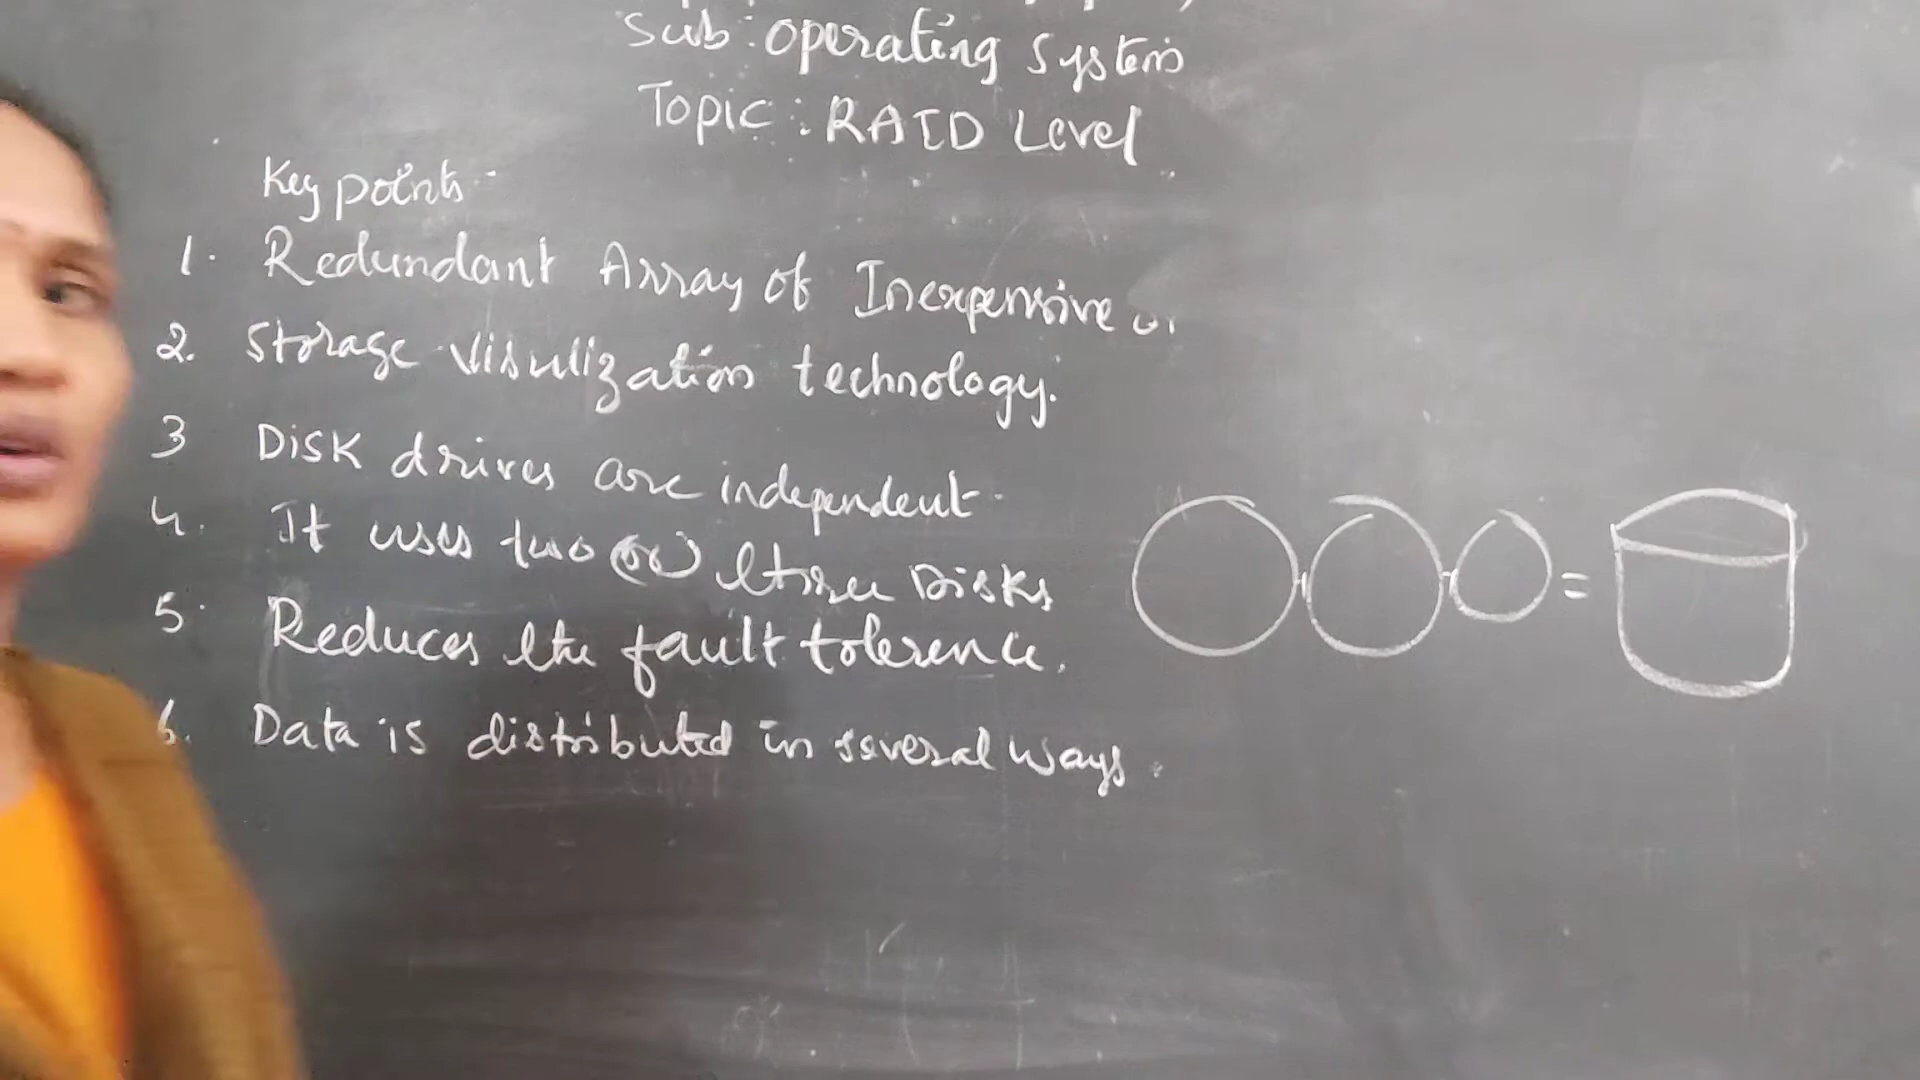 Sub: operating System
Topic: RAID Level
Key points
1. Redundant Array of Inexpensive
2. Storage Visulization technology.
3 Disk drives are independent
4. It uses two (or) three Disks
=
5. Reduces the fault tolerence.
6. Data is distributed in several ways.